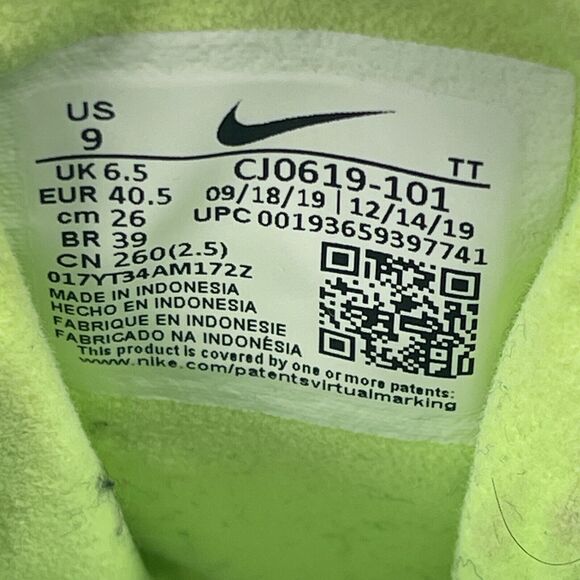 US
9
TT
UK 6.5
CJ0619-101
EUR 40.5
09/18/19 | 12/14/19
cm 26
UPC 00193659397741
BR 39
CN 260(2.5)
017YT34AM172Z
MADE IN INDONESIA
HECHO EN INDONESIA
FABRIQUE EN INDONESIE
FABRICADO NA INDONÉSIA
This product is covered by one or more patents:
www.nike.com/patentsvirtualmarking